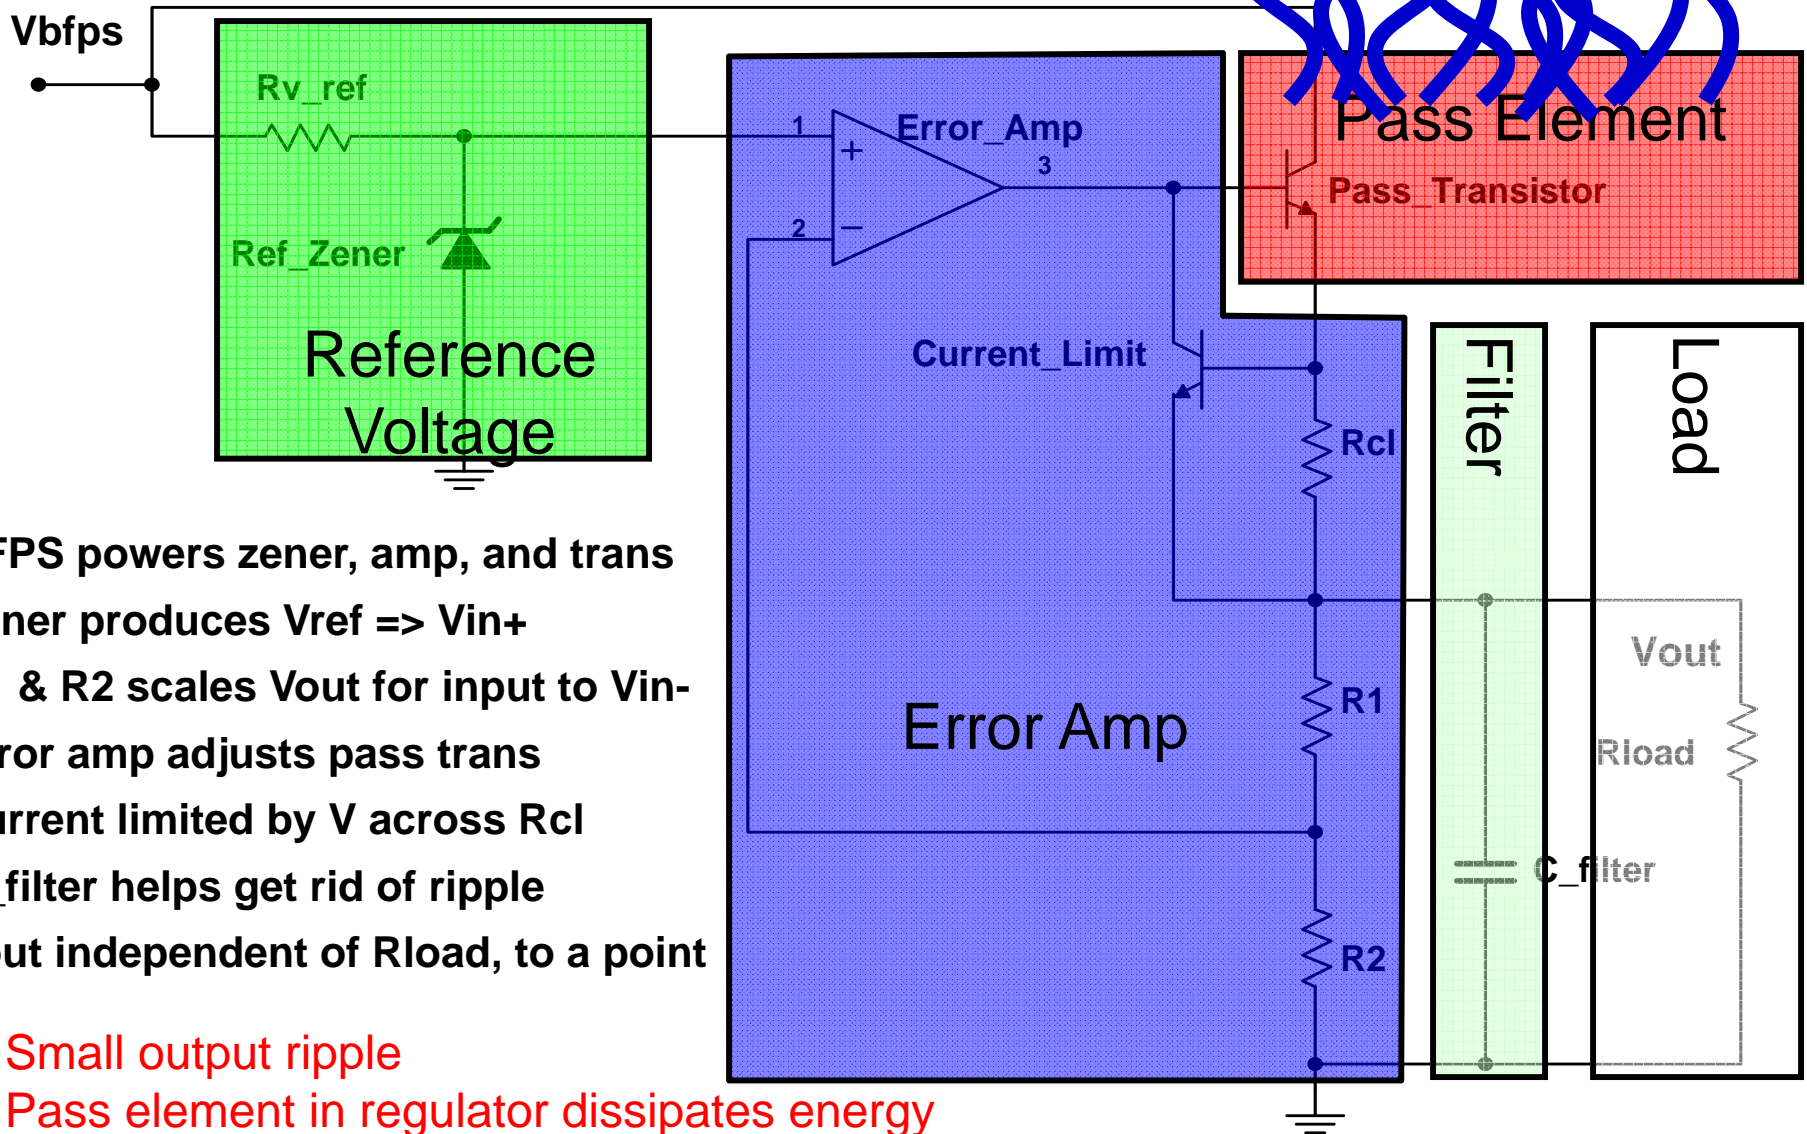 Vbfps
Rv_ref
Ref_Zener
Reference
Voltage
1
Error_Amp
3
2
+
−
Pass Element
Pass_Transistor
Current_Limit
Rcl
R1
Error Amp
R2
Filter
C_filter
Load
Vout
Rload
FPS powers zener, amp, and trans
ner produces Vref => Vin+
& R2 scales Vout for input to Vin-
ror amp adjusts pass trans
urrent limited by V across Rcl
_filter helps get rid of ripple
out independent of Rload, to a point
Small output ripple
Pass element in regulator dissipates energy